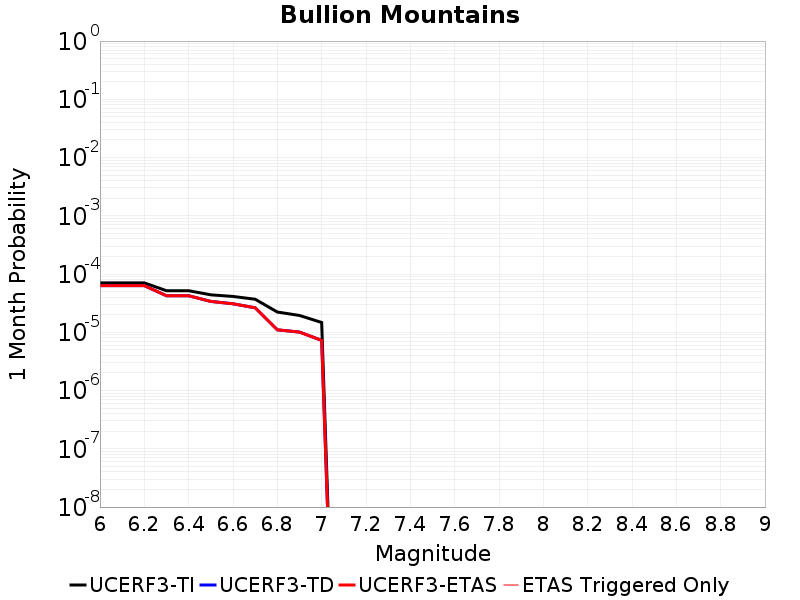 Bullion Mountains
1 Month Probability
10^0
10^-1
10^-2
10^-3
10^-4
10^-5
10^-6
10^-7
10^-8
6 6.2 6.4 6.6 6.8 7 7.2 7.4 7.6 7.8 8 8.2 8.4 8.6 8.8 9
Magnitude
UCERF3-TI UCERF3-TD UCERF3-ETAS ETAS Triggered Only